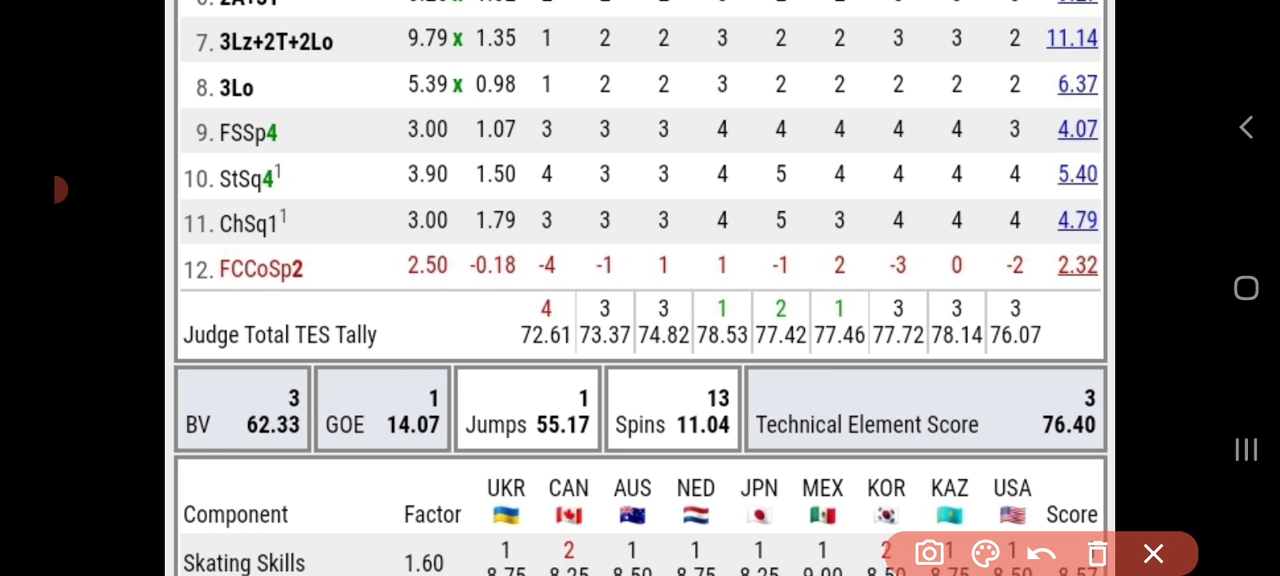 7. 3Lz+2T+2Lo 9.79 x 1.35 1 2 2 3 2 2 3 3 2 11.14
8. 3Lo 5.39 x 0.98 1 2 2 3 2 2 2 2 2 6.37
9. FSSp4 3.00 1.07 3 3 3 4 4 4 4 4 3 4.07
10. StSq4¹ 3.90 1.50 4 3 3 4 5 4 4 4 4 5.40
11. ChSq1¹ 3.00 1.79 3 3 3 4 5 3 4 4 4 4.79
12. FCCoSp2 2.50 -0.18 -4 -1 1 1 -1 2 -3 0 -2 2.32
4 3 3 1 2 1 3 3 3
Judge Total TES Tally 72.61 73.37 74.82 78.53 77.42 77.46 77.72 78.14 76.07
3 1 1 13 3
BV 62.33 GOE 14.07 Jumps 55.17 Spins 11.04 Technical Element Score 76.40
UKR CAN AUS NED JPN MEX KOR KAZ USA
Component Factor Score
1 2 1 1 1 1 2 1 1
Skating Skills 1.60